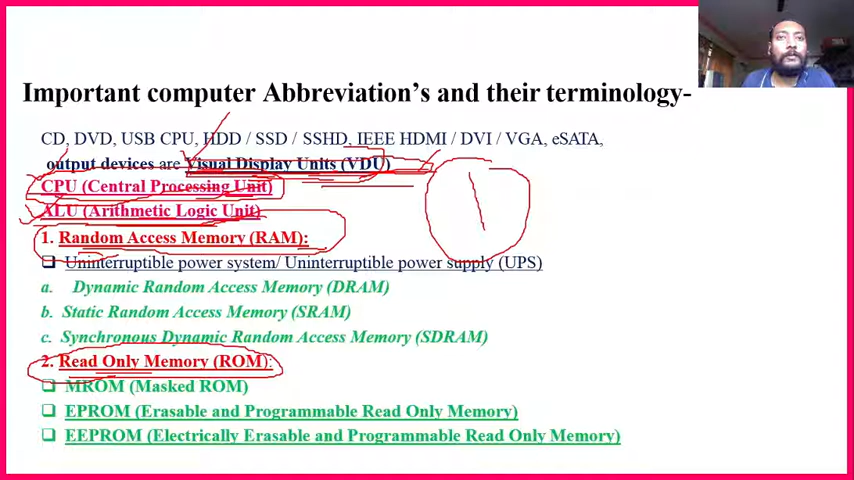 Important computer Abbreviation's and their terminology-
CD, DVD, USB CPU, HDD / SSD / SSHD, IEEE HDMI / DVI / VGA, eSATA,
output devices are Visual Display Units (VDU)
CPU (Central Processing Unit)
ALU (Arithmetic Logic Unit)
1. Random Access Memory (RAM):
❑ Uninterruptible power system/ Uninterruptible power supply (UPS)
a. Dynamic Random Access Memory (DRAM)
b. Static Random Access Memory (SRAM)
c. Synchronous Dynamic Random Access Memory (SDRAM)
2. Read Only Memory (ROM):
❑ MROM (Masked ROM)
❑ EPROM (Erasable and Programmable Read Only Memory)
❑ EEPROM (Electrically Erasable and Programmable Read Only Memory)